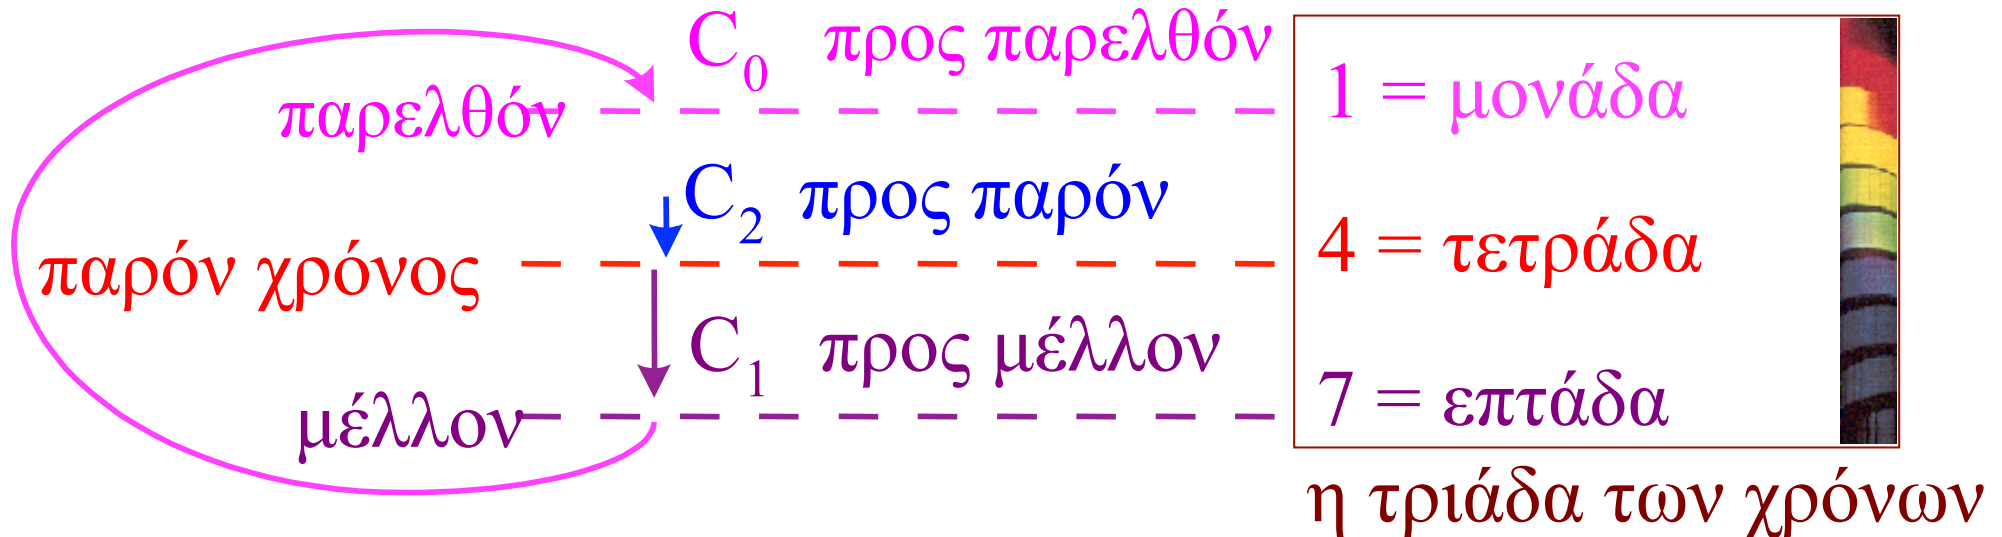 C0 προς παρελθόν
παρελθόν
1 = μονάδα
C2 προς παρόν
παρόν χρόνος
4 = τετράδα
C1 προς μέλλον
μέλλον
7 = επτάδα
η τριάδα των χρόνων